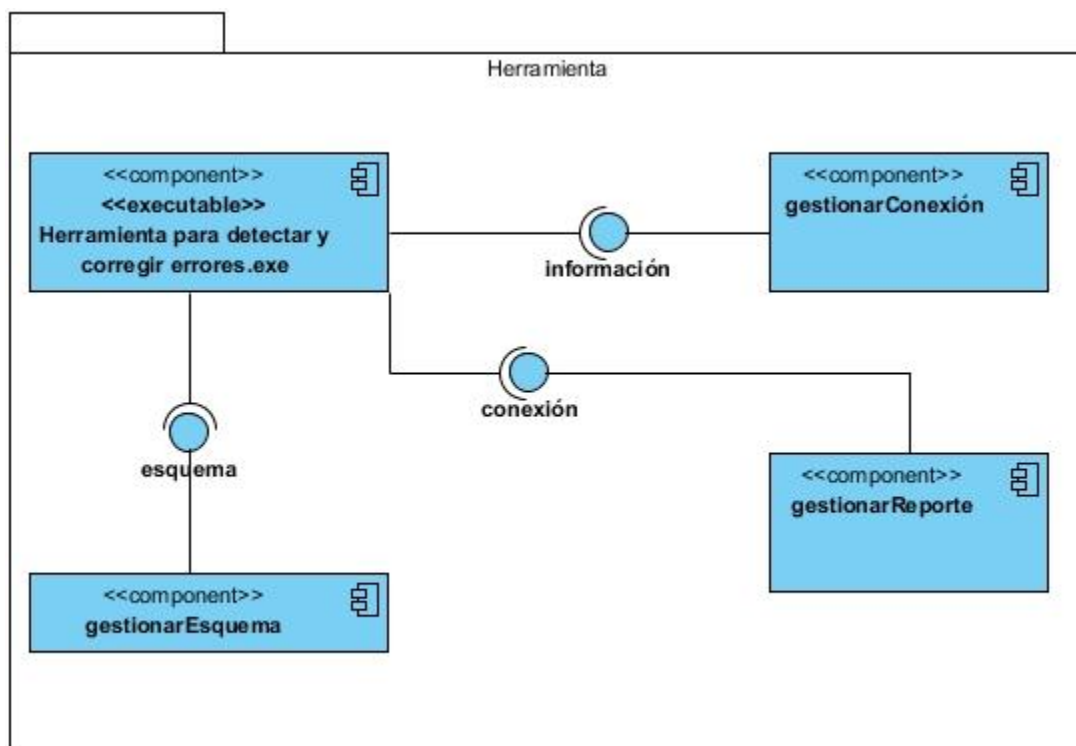 Herramienta
<<component>>
<<executable>>
Herramienta para detectar y
corregir errores.exe
<<component>>
gestionarConexión
información
conexión
esquema
<<component>>
gestionarReporte
<<component>>
gestionarEsquema